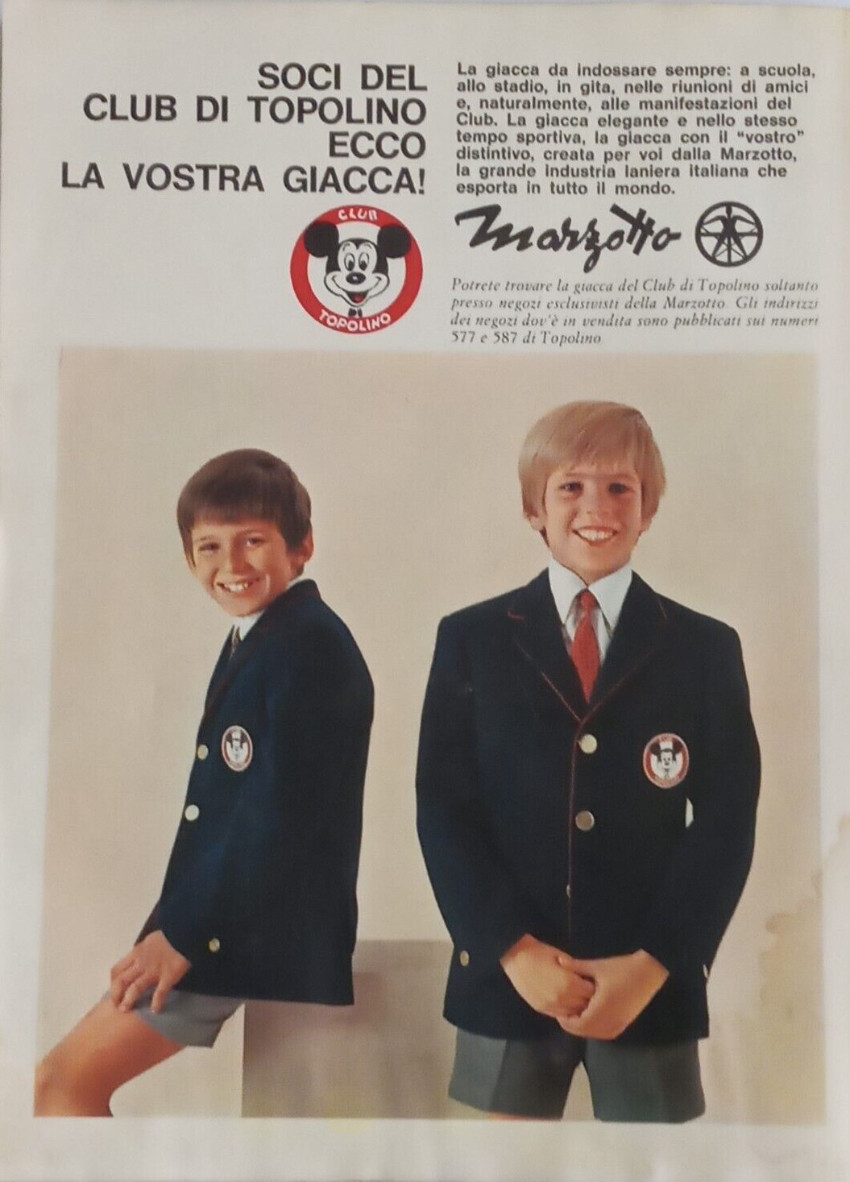 SOCI DEL
CLUB DI TOPOLINO
ECCO
LA VOSTRA GIACCA!
CLUB
DI
TOPOLINO
La giacca da indossare sempre: a scuola,
allo stadio, in gita, nelle riunioni di amici
e, naturalmente, alle manifestazioni del
Club. La giacca elegante e nello stesso
tempo sportiva, la giacca con il "vostro"
distintivo, creata per voi dalla Marzotto,
la grande industria laniera italiana che
esporta in tutto il mondo.
Marzotto
Potrete trovare la giacca del Club di Topolino soltanto
presso negozi esclusivisti della Marzotto. Gli indirizzi
dei negozi dov'è in vendita sono pubblicati sui numeri
577 e 587 di Topolino.